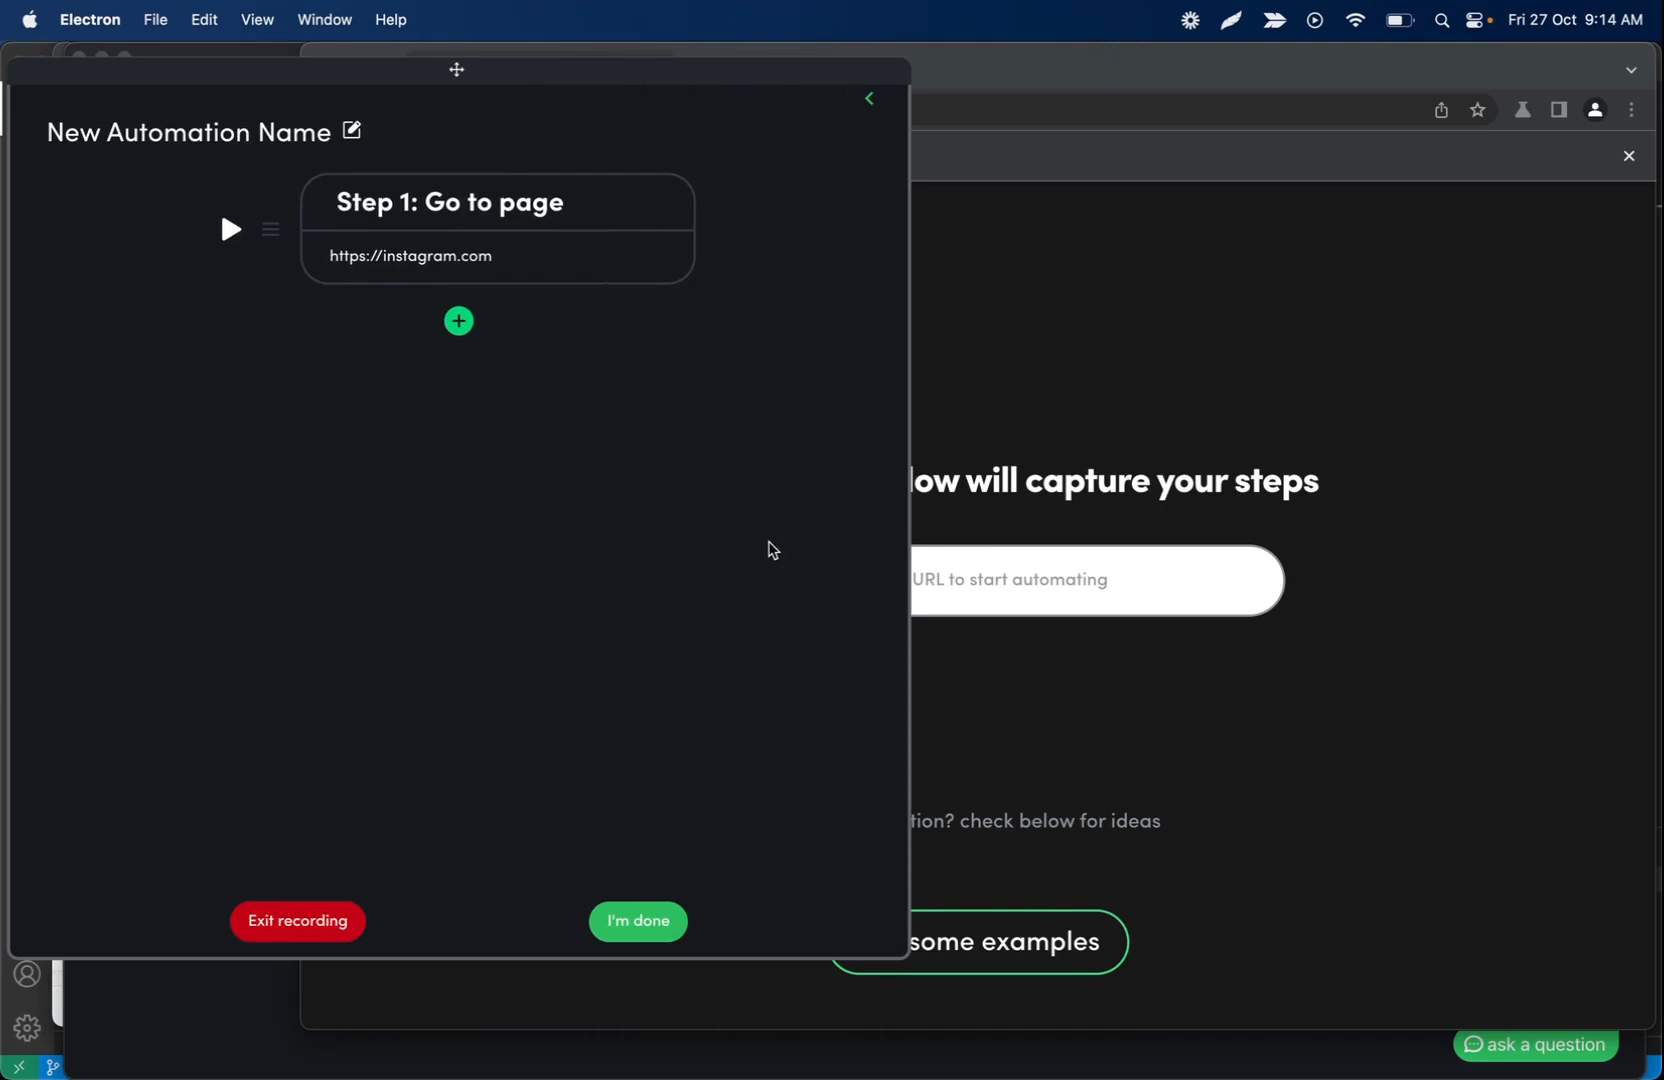 Electron File Edit View Window Help
Fri 27 Oct 9:14 AM
New Automation Name
Step 1: Go to page
https://instagram.com
will capture your steps
URL to start automating
check below for ideas
some examples
Exit recording
I'm done
ask a question